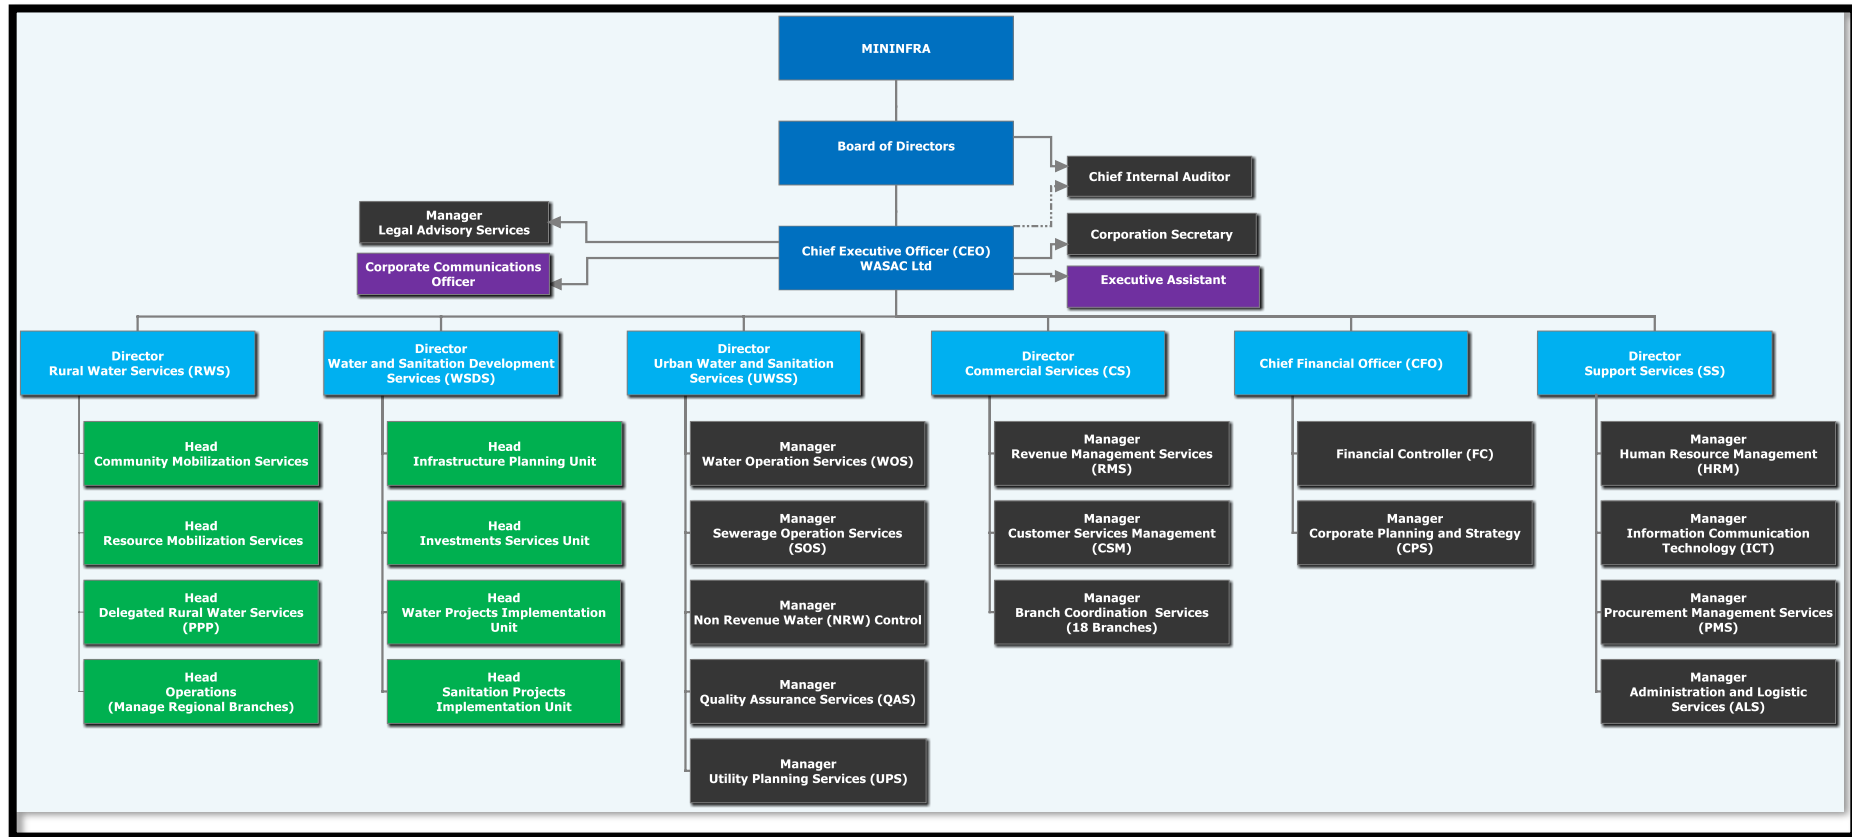 MININFRA
Board of Directors
Chief Internal Auditor
Manager
Legal Advisory Services
Corporation Secretary
Chief Executive Officer (CEO)
WASAC Ltd
Corporate Communications
Officer
Executive Assistant
Director
Rural Water Services (RWS)
Director
Water and Sanitation Development
Services (WSDS)
Director
Urban Water and Sanitation
Services (UWSS)
Director
Commercial Services (CS)
Chief Financial Officer (CFO)
Director
Support Services (SS)
Head
Community Mobilization Services
Head
Resource Mobilization Services
Head
Delegated Rural Water Services
(PPP)
Head
Operations
(Manage Regional Branches)
Head
Infrastructure Planning Unit
Head
Investments Services Unit
Head
Water Projects Implementation
Unit
Head
Sanitation Projects
Implementation Unit
Manager
Water Operation Services (WOS)
Manager
Sewerage Operation Services
(SOS)
Manager
Non Revenue Water (NRW) Control
Manager
Quality Assurance Services (QAS)
Manager
Utility Planning Services (UPS)
Manager
Revenue Management Services
(RMS)
Manager
Customer Services Management
(CSM)
Manager
Branch Coordination  Services
(18 Branches)
Financial Controller (FC)
Manager
Corporate Planning and Strategy
(CPS)
Manager
Human Resource Management
(HRM)
Manager
Information Communication
Technology (ICT)
Manager
Procurement Management Services
(PMS)
Manager
Administration and Logistic
Services (ALS)